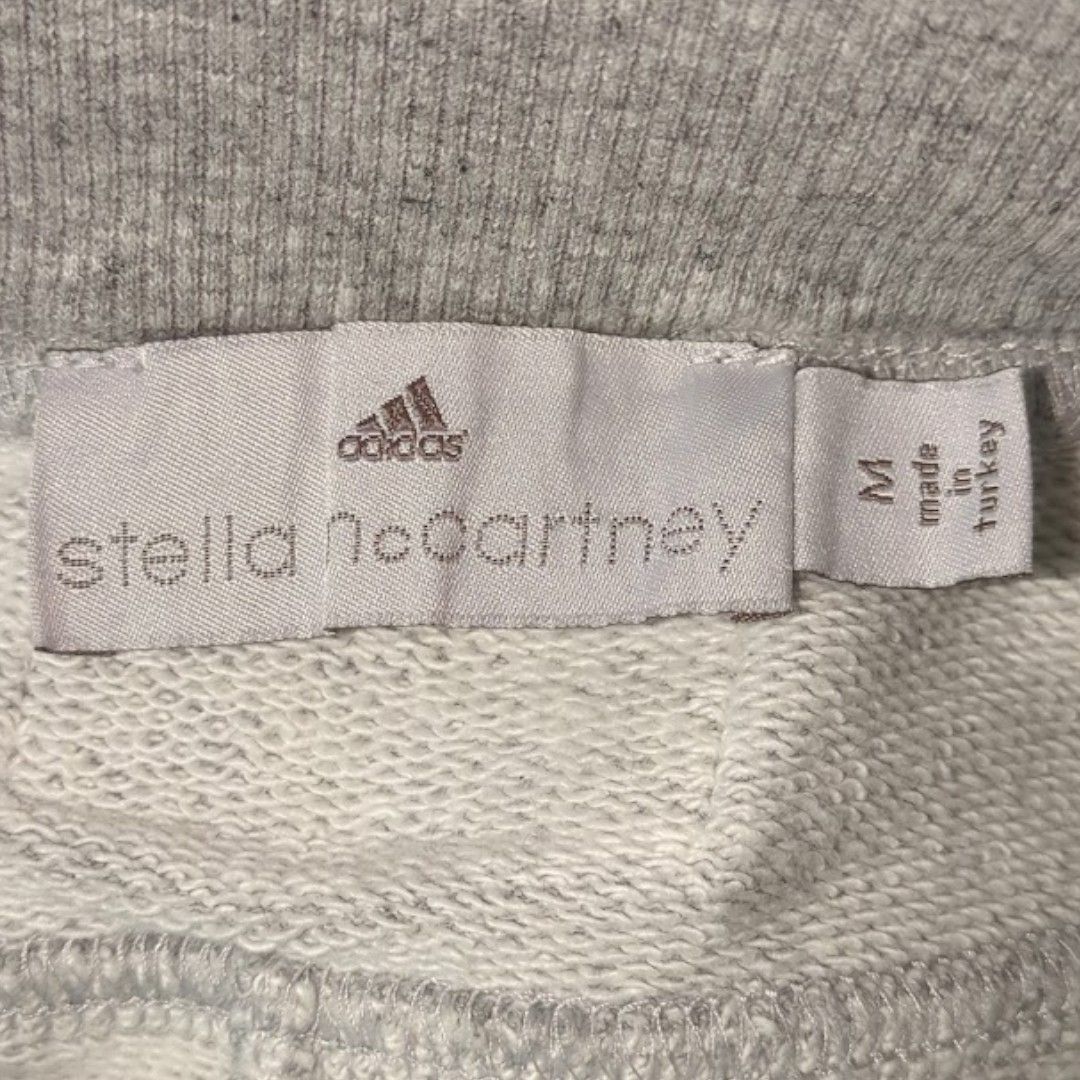 adidas
stella mcCartney
M
made
in
turkey